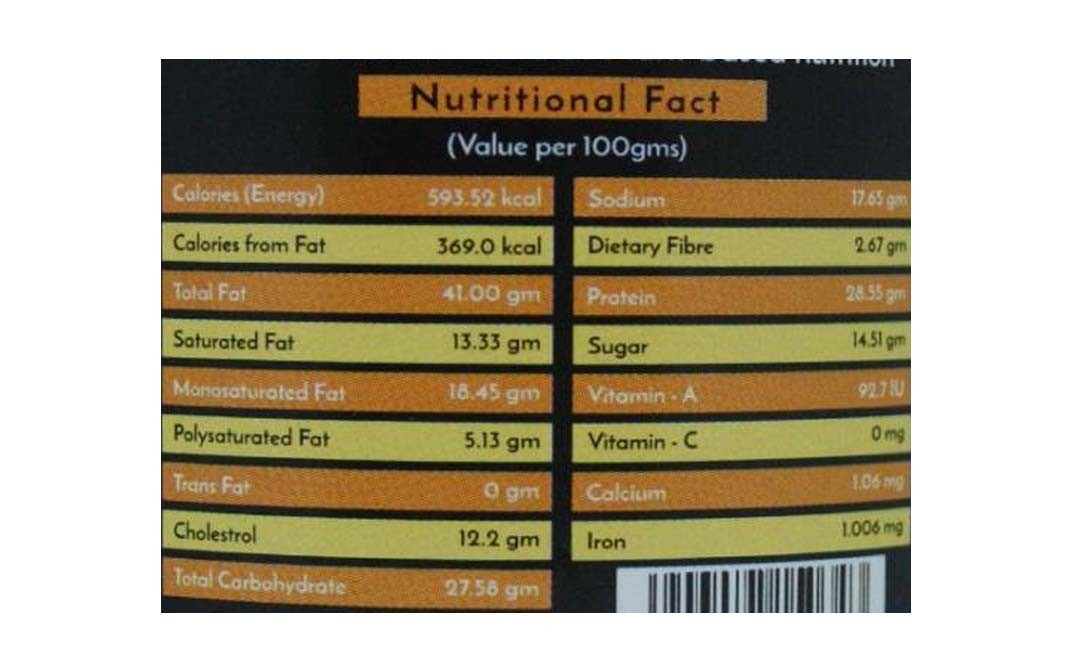 based nutrition
Nutritional Fact
(Value per 100gms)
Calories (Energy) 593.52 kcal
Calories from Fat 369.0 kcal
Total Fat 41.00 gm
Saturated Fat 13.33 gm
Monosaturated Fat 18.45 gm
Polysaturated Fat 5.13 gm
Trans Fat 0 gm
Cholestrol 12.2 gm
Total Carbohydrate 27.58 gm
Sodium 17.65 gm
Dietary Fibre 2.67 gm
Protein 28.55 gm
Sugar 14.51 gm
Vitamin - A 92.7 IU
Vitamin - C 0 mg
Calcium 1.06 mg
Iron 1.006 mg